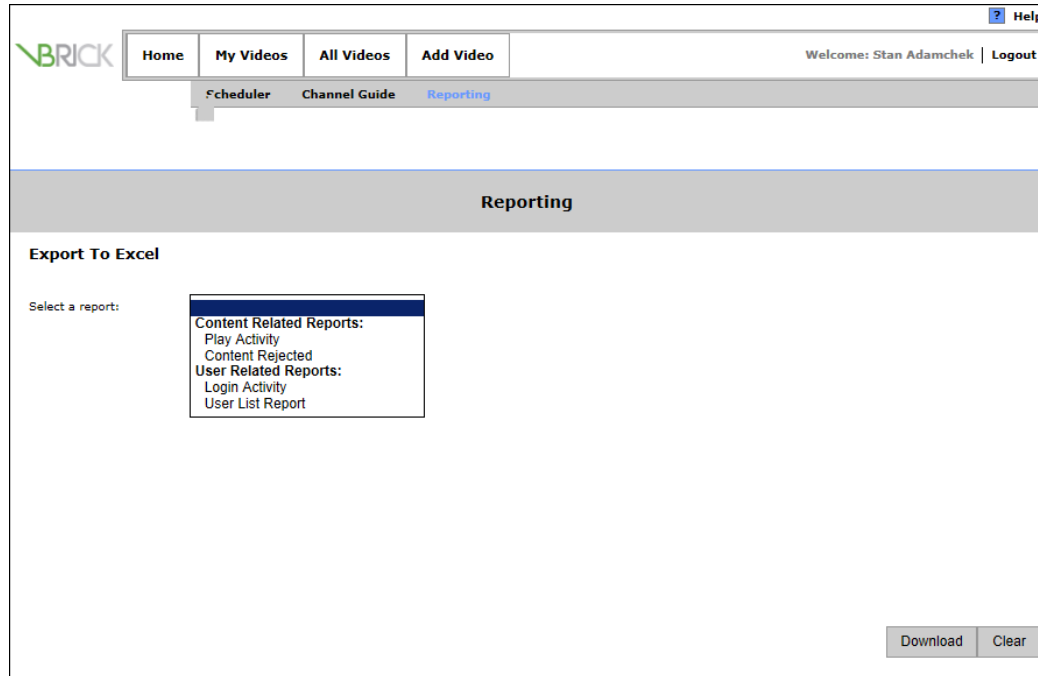 ? Help
VBRICK
Home My Videos All Videos Add Video
Welcome: Stan Adamchek | Logout
Scheduler Channel Guide Reporting
Reporting
Export To Excel
Select a report:
Content Related Reports:
Play Activity
Content Rejected
User Related Reports:
Login Activity
User List Report
Download Clear